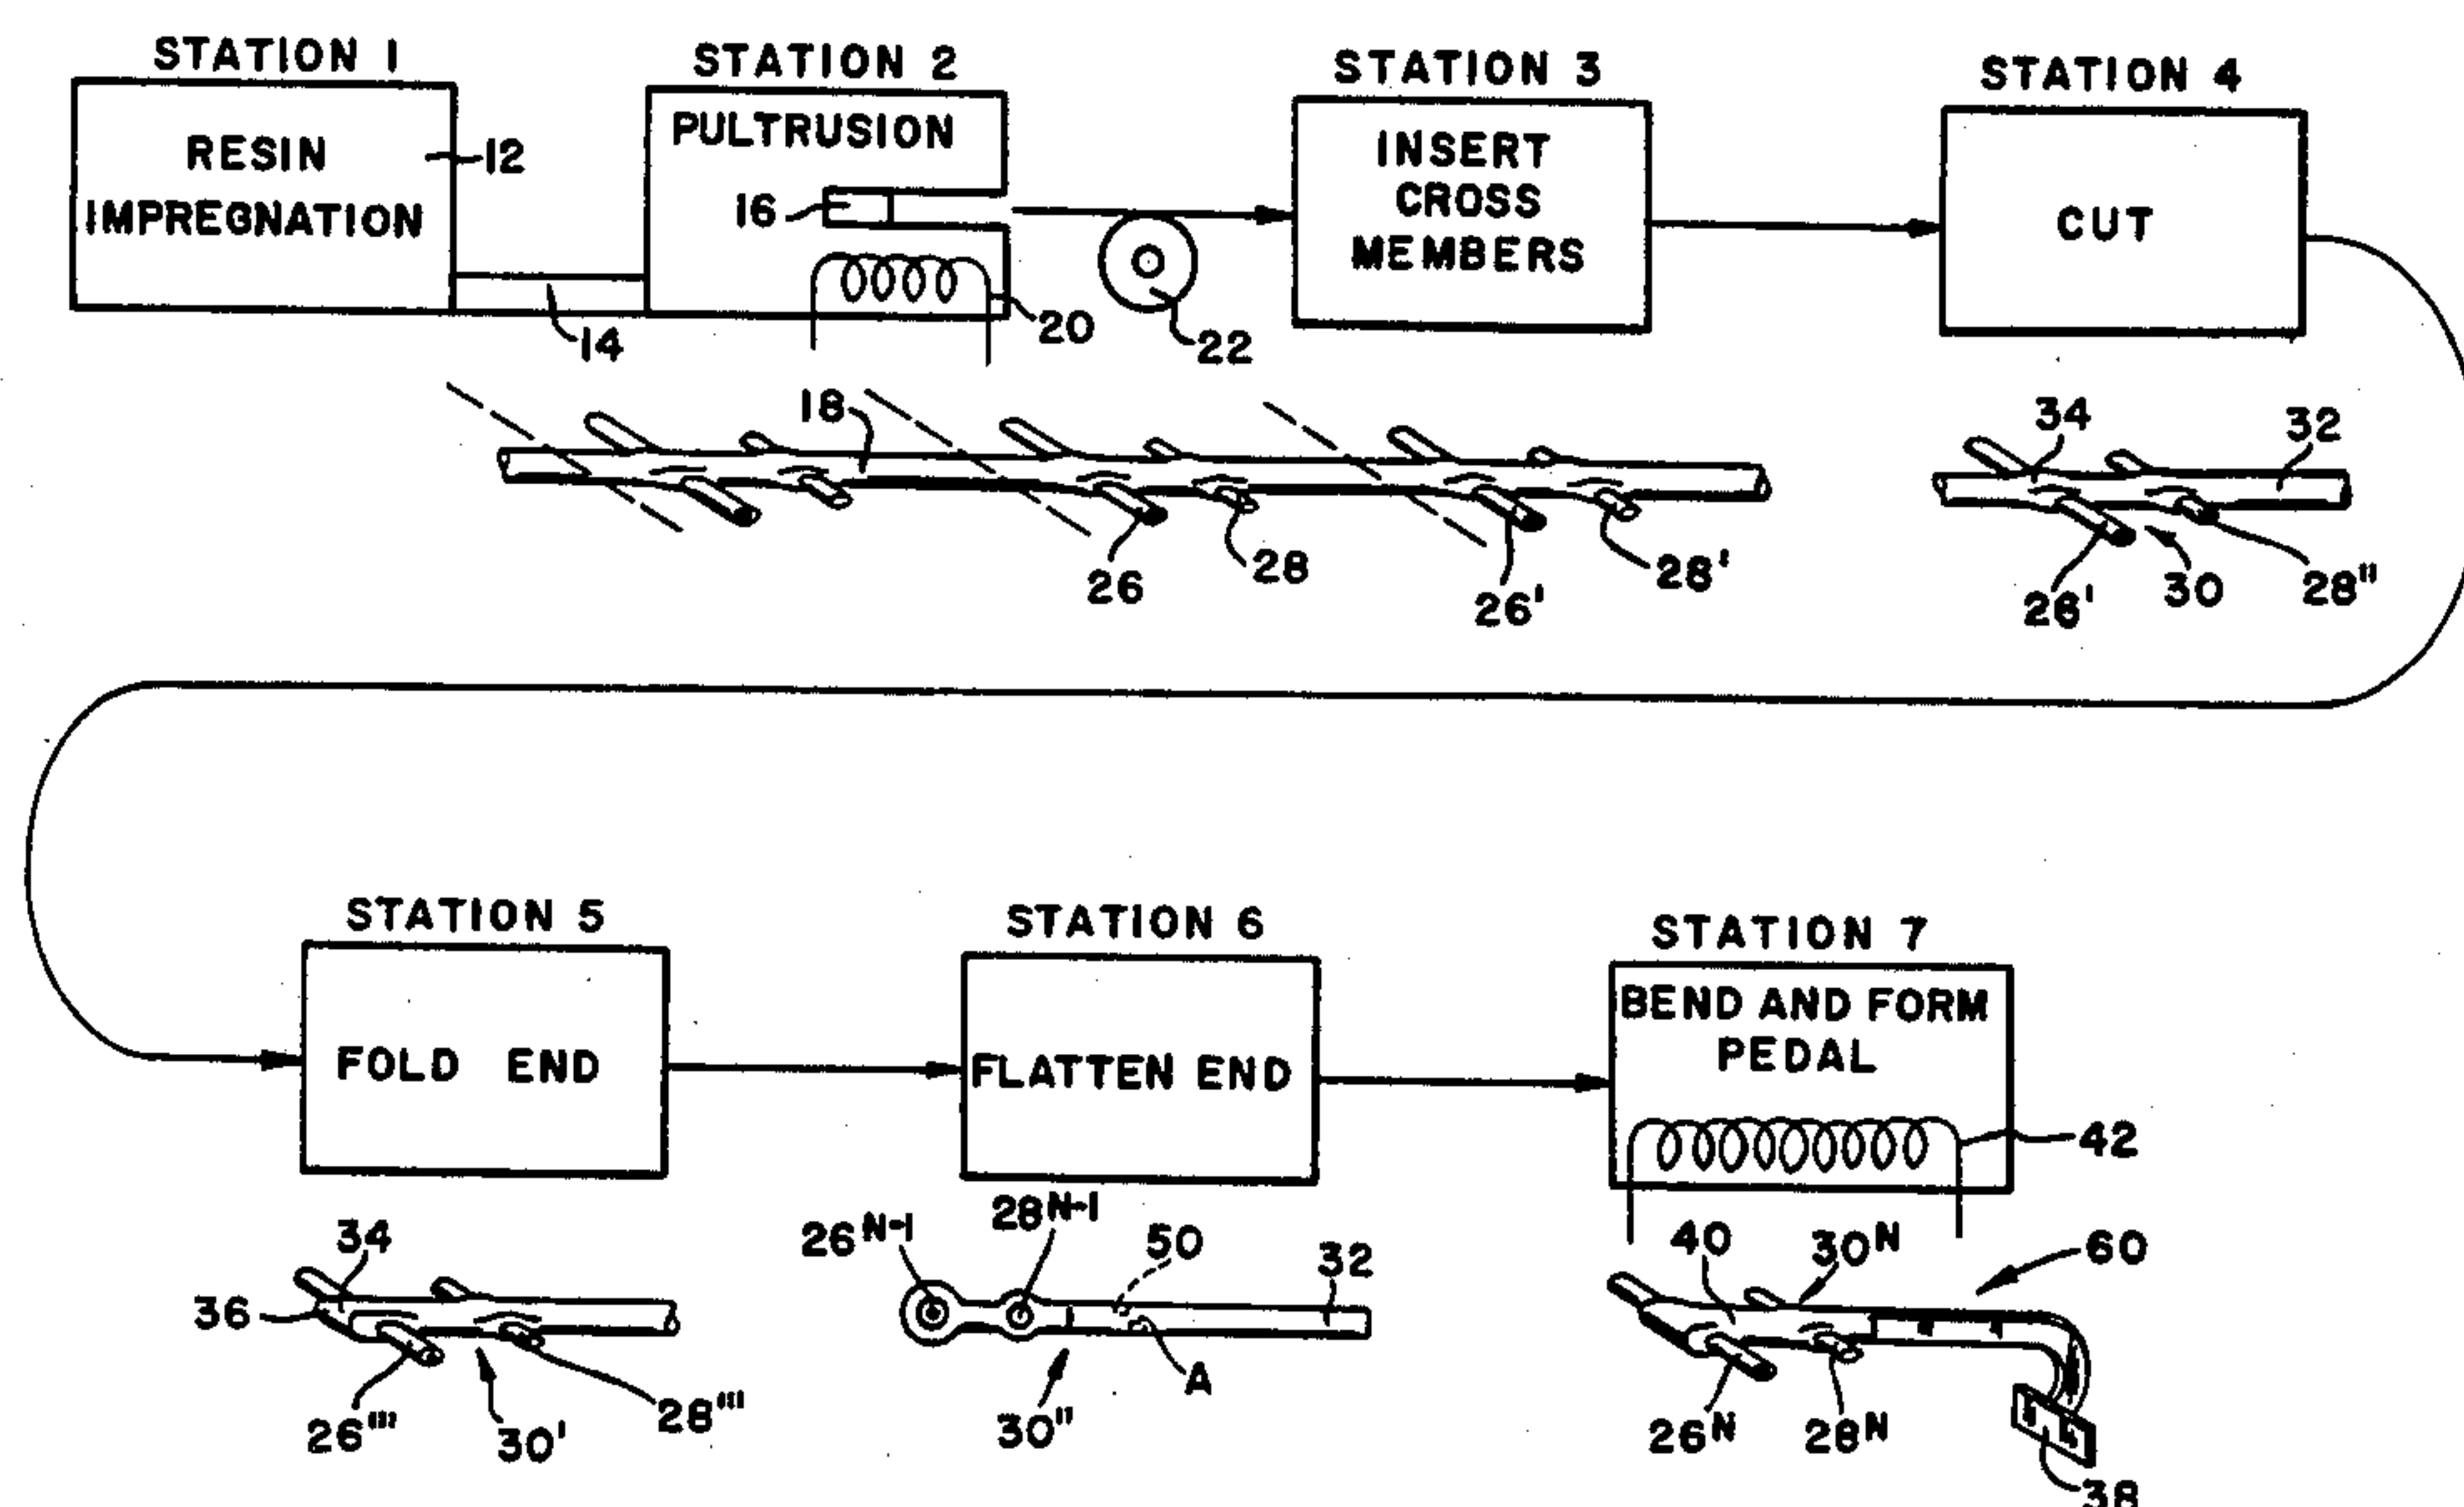 STATION 1
STATION 2
STATION 3
STATION 4
RESIN
IMPREGNATION
12
14
PULTRUSION
16
20
22
INSERT
CROSS
MEMBERS
CUT
18
26
28
26'
28'
34
32
26'
30
28"
STATION 5
STATION 6
STATION 7
FOLD END
FLATTEN END
BEND AND FORM
PEDAL
42
34
36
26'''
30'
28'''
26N-1
28N-1
50
32
A
30"
40
30N
60
26N
28N
38